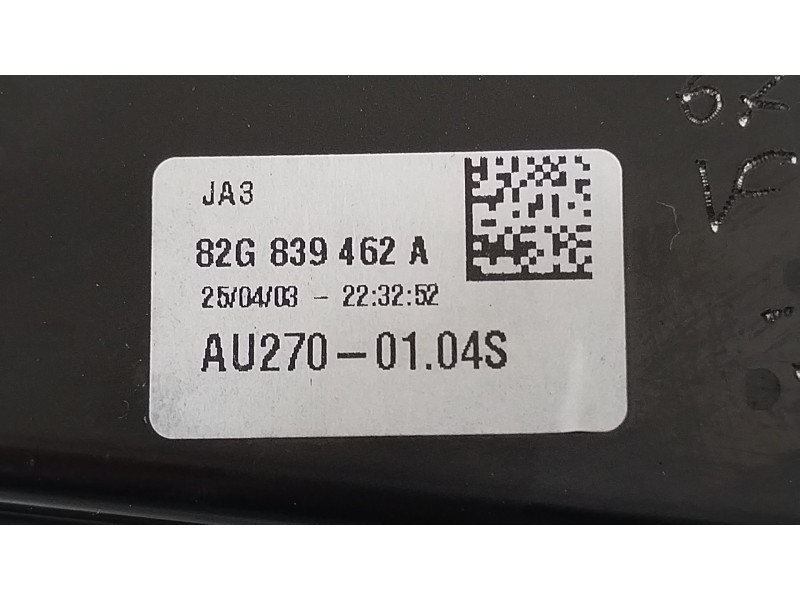 JA3
82G 839 462 A
25/04/03 - 22:32:52
AU270-01.04S